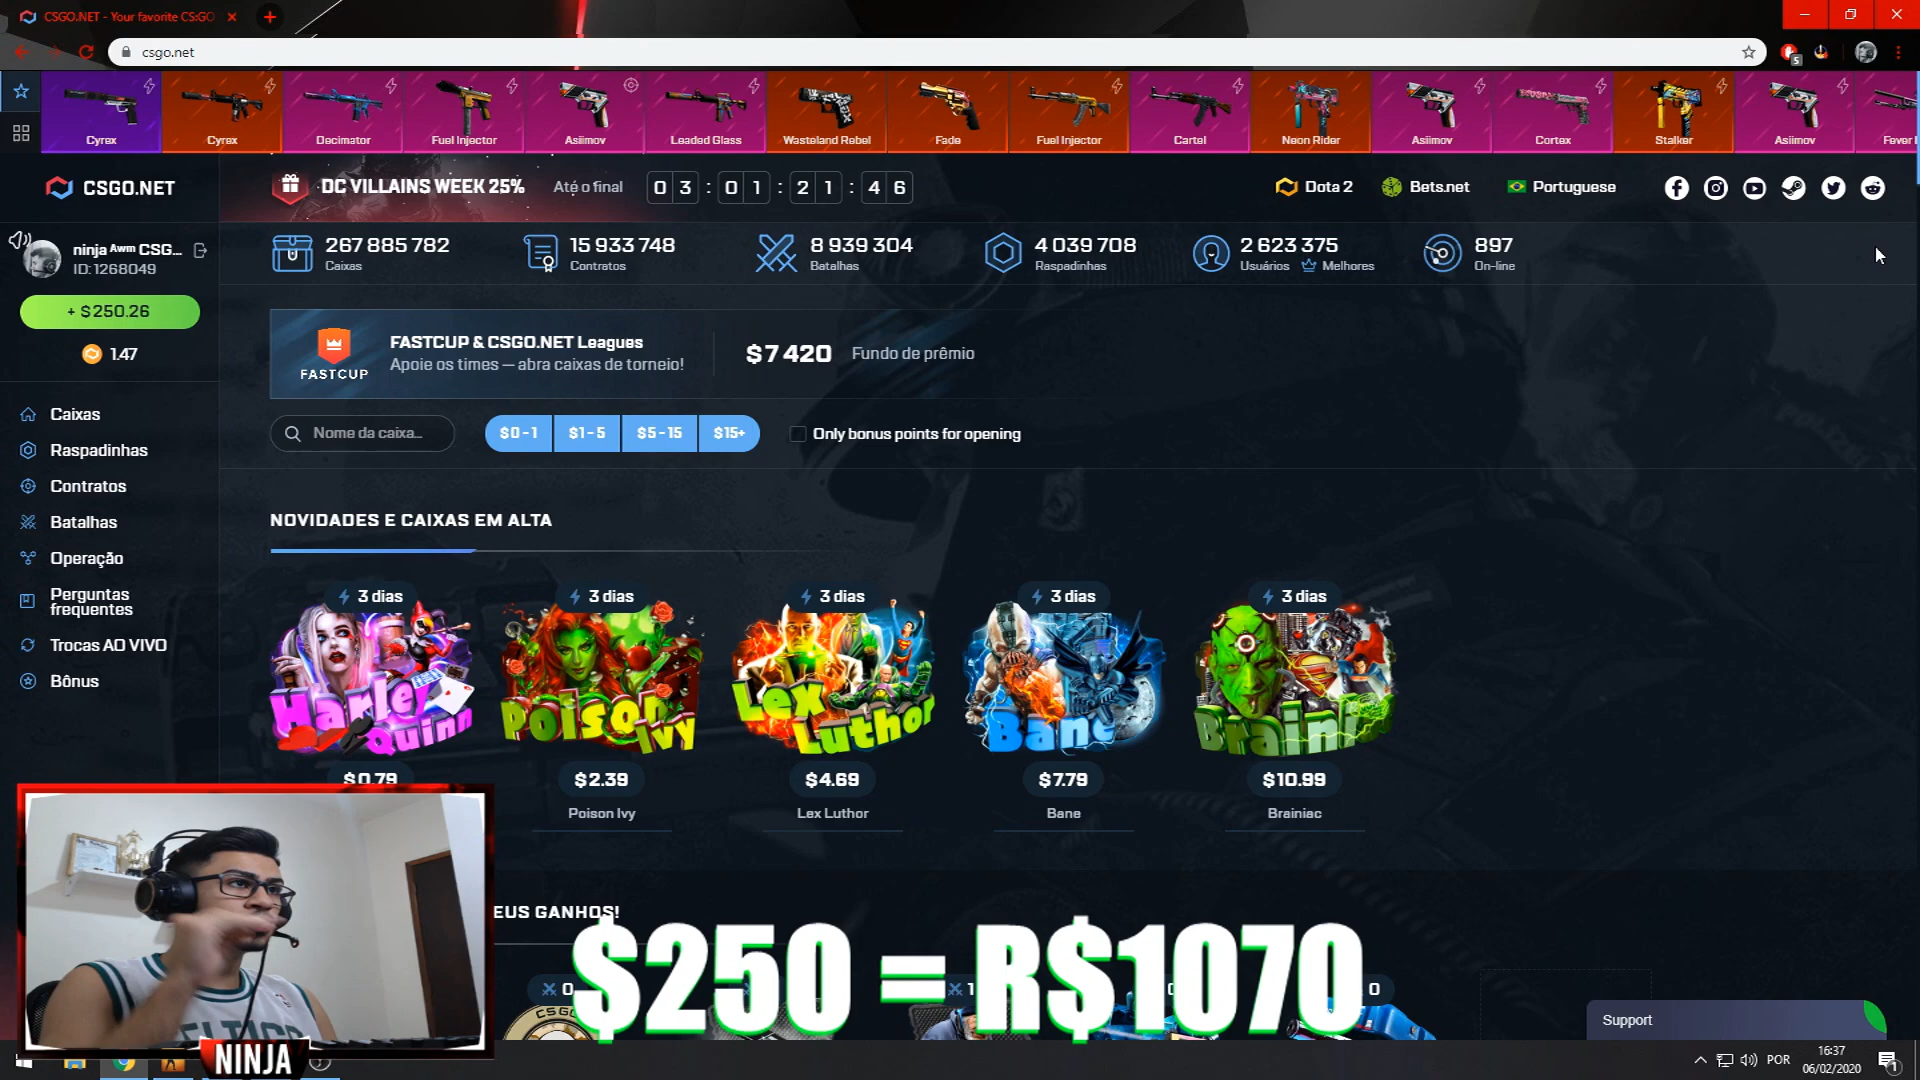 CSGO.NET - Your favorite CS:GO
csgo.net
Cyrex
Cyrex
Decimator
Fuel Injector
Asiimov
Leaded Glass
Wasteland Rebel
Fade
Fuel Injector
Cartel
Neon Rider
Asiimov
Cortex
Stalker
Asiimov
Fever
CSGO.NET
DC VILLAINS WEEK 25%
Até o final
03 : 01 : 21 : 46
Dota 2
Bets.net
Portuguese
ninja ᴬʷᵐ CSG...
ID:1268049
+ $250.26
1.47
267 885 782
Caixas
15 933 748
Contratos
8 939 304
Batalhas
4 039 708
Raspadinhas
2 623 375
Usuários
Melhores
897
On-line
FASTCUP
FASTCUP & CSGO.NET Leagues
Apoie os times — abra caixas de torneio!
$7 420
Fundo de prêmio
Nome da caixa...
$0-1
$1-5
$5-15
$15+
Only bonus points for opening
Caixas
Raspadinhas
Contratos
Batalhas
Operação
Perguntas
frequentes
Trocas AO VIVO
Bônus
NOVIDADES E CAIXAS EM ALTA
3 dias
3 dias
3 dias
3 dias
3 dias
Harley
Quinn
Poison
Ivy
Lex
Luthor
Bane
Braini
$0.79
$2.39
$4.69
$7.79
$10.99
Poison Ivy
Lex Luthor
Bane
Brainiac
EUS GANHOS!
$250 = R$1070
0
CSGO
NINJA
Support
POR
16:37
06/02/2020